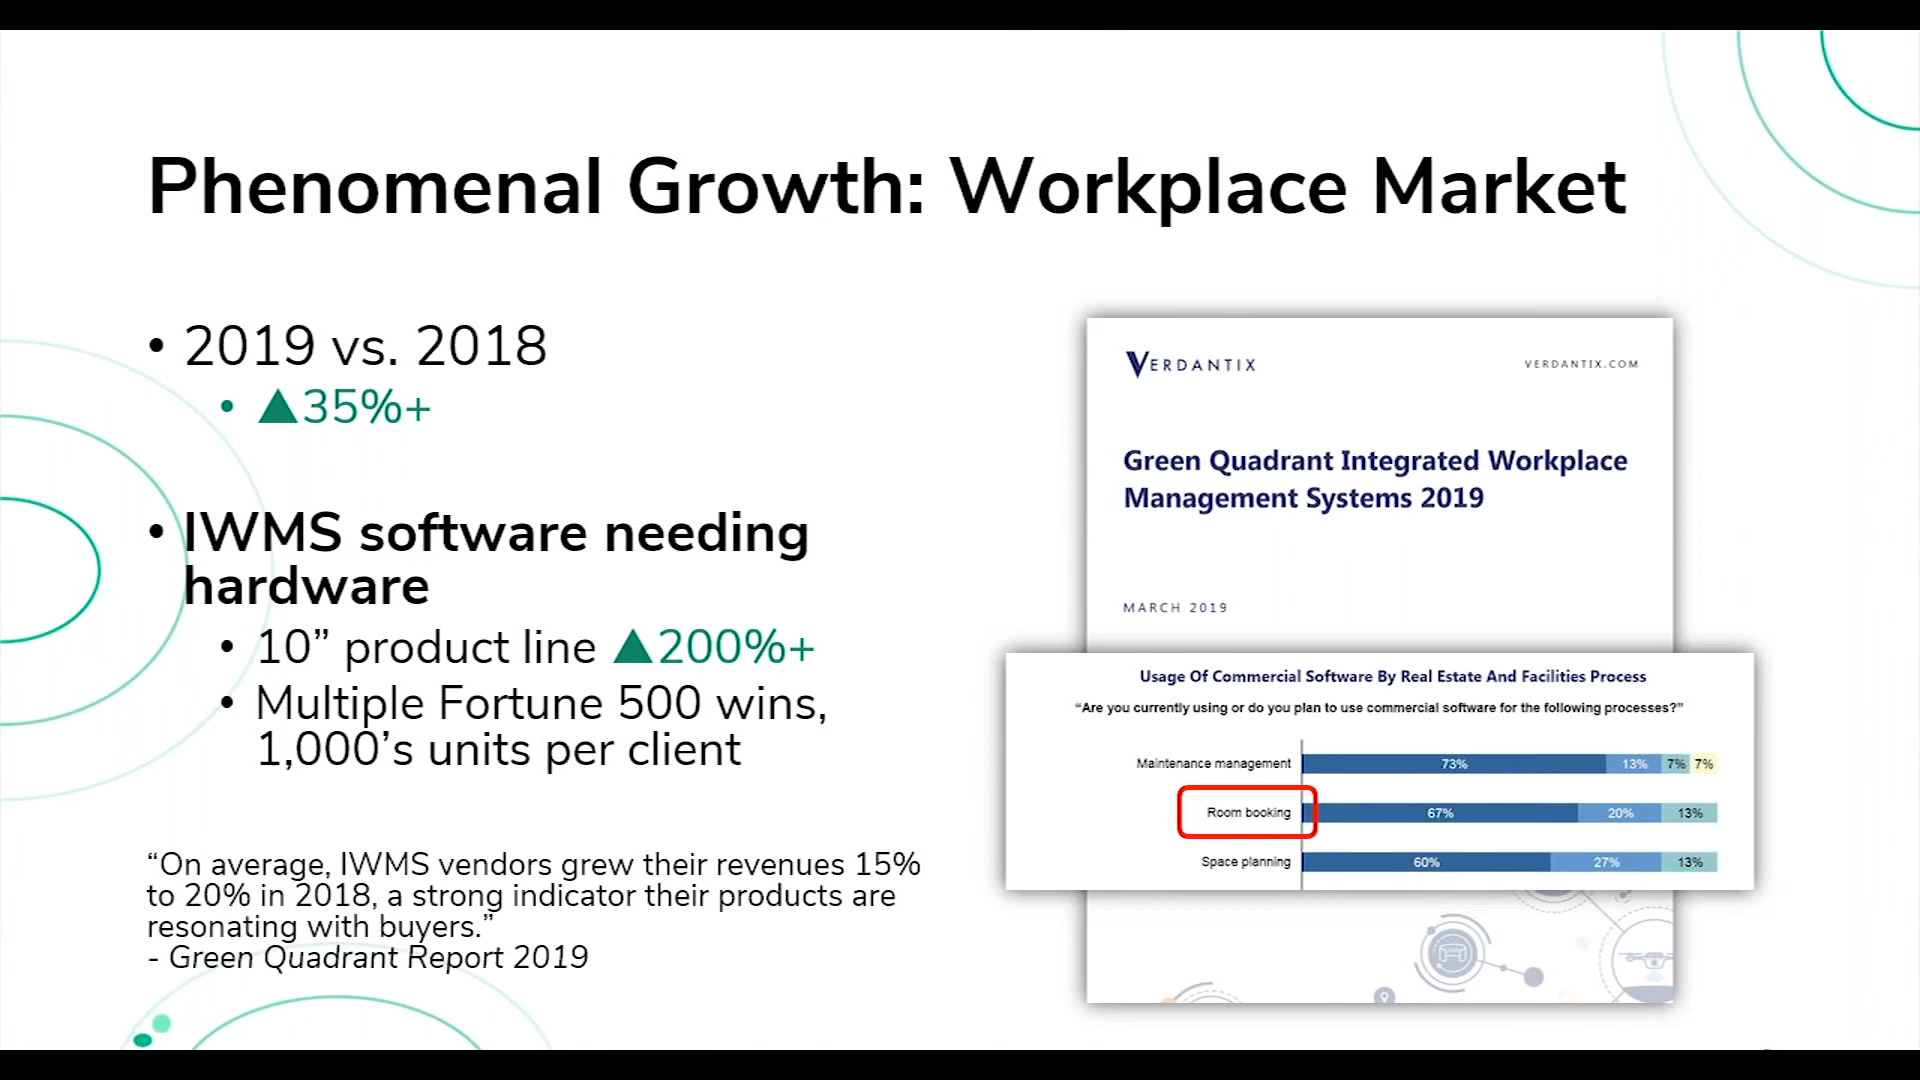 Phenomenal Growth: Workplace Market
• 2019 vs. 2018
• ▲35%+
• IWMS software needing
hardware
• 10” product line ▲200%+
• Multiple Fortune 500 wins,
1,000’s units per client
“On average, IWMS vendors grew their revenues 15%
to 20% in 2018, a strong indicator their products are
resonating with buyers.”
- Green Quadrant Report 2019
VERDANTIX
VERDANTIX.COM
Green Quadrant Integrated Workplace
Management Systems 2019
MARCH 2019
Usage Of Commercial Software By Real Estate And Facilities Process
“Are you currently using or do you plan to use commercial software for the following processes?”
Maintenance management 73% 13% 7% 7%
Room booking 67% 20% 13%
Space planning 60% 27% 13%